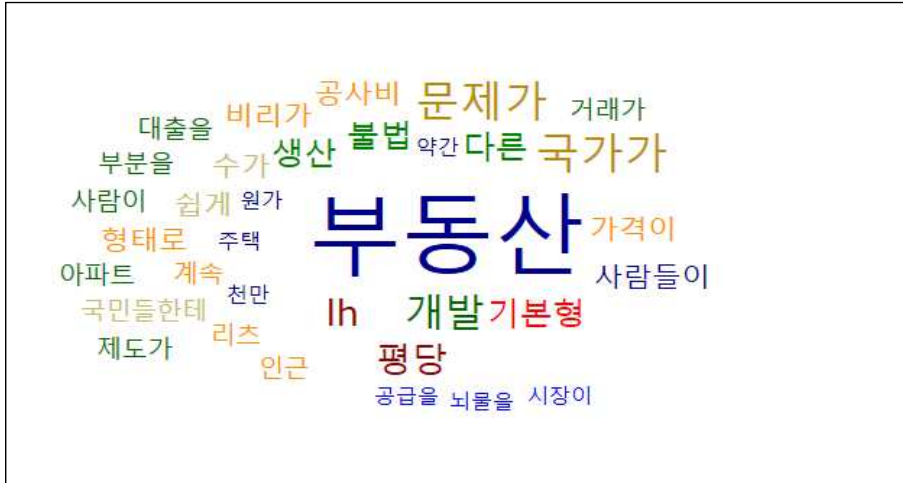 공사비 문제가 거래가
비리가
대출을 불법
생산 약간 다른 국가가
부분을 수가
사람이 쉽게 원가
부동산
형태로 주택 가격이
아파트 계속 사람들이
천만
국민들한테 lh 개발 기본형
리츠
제도가 평당
인근
공급을 뇌물을 시장이